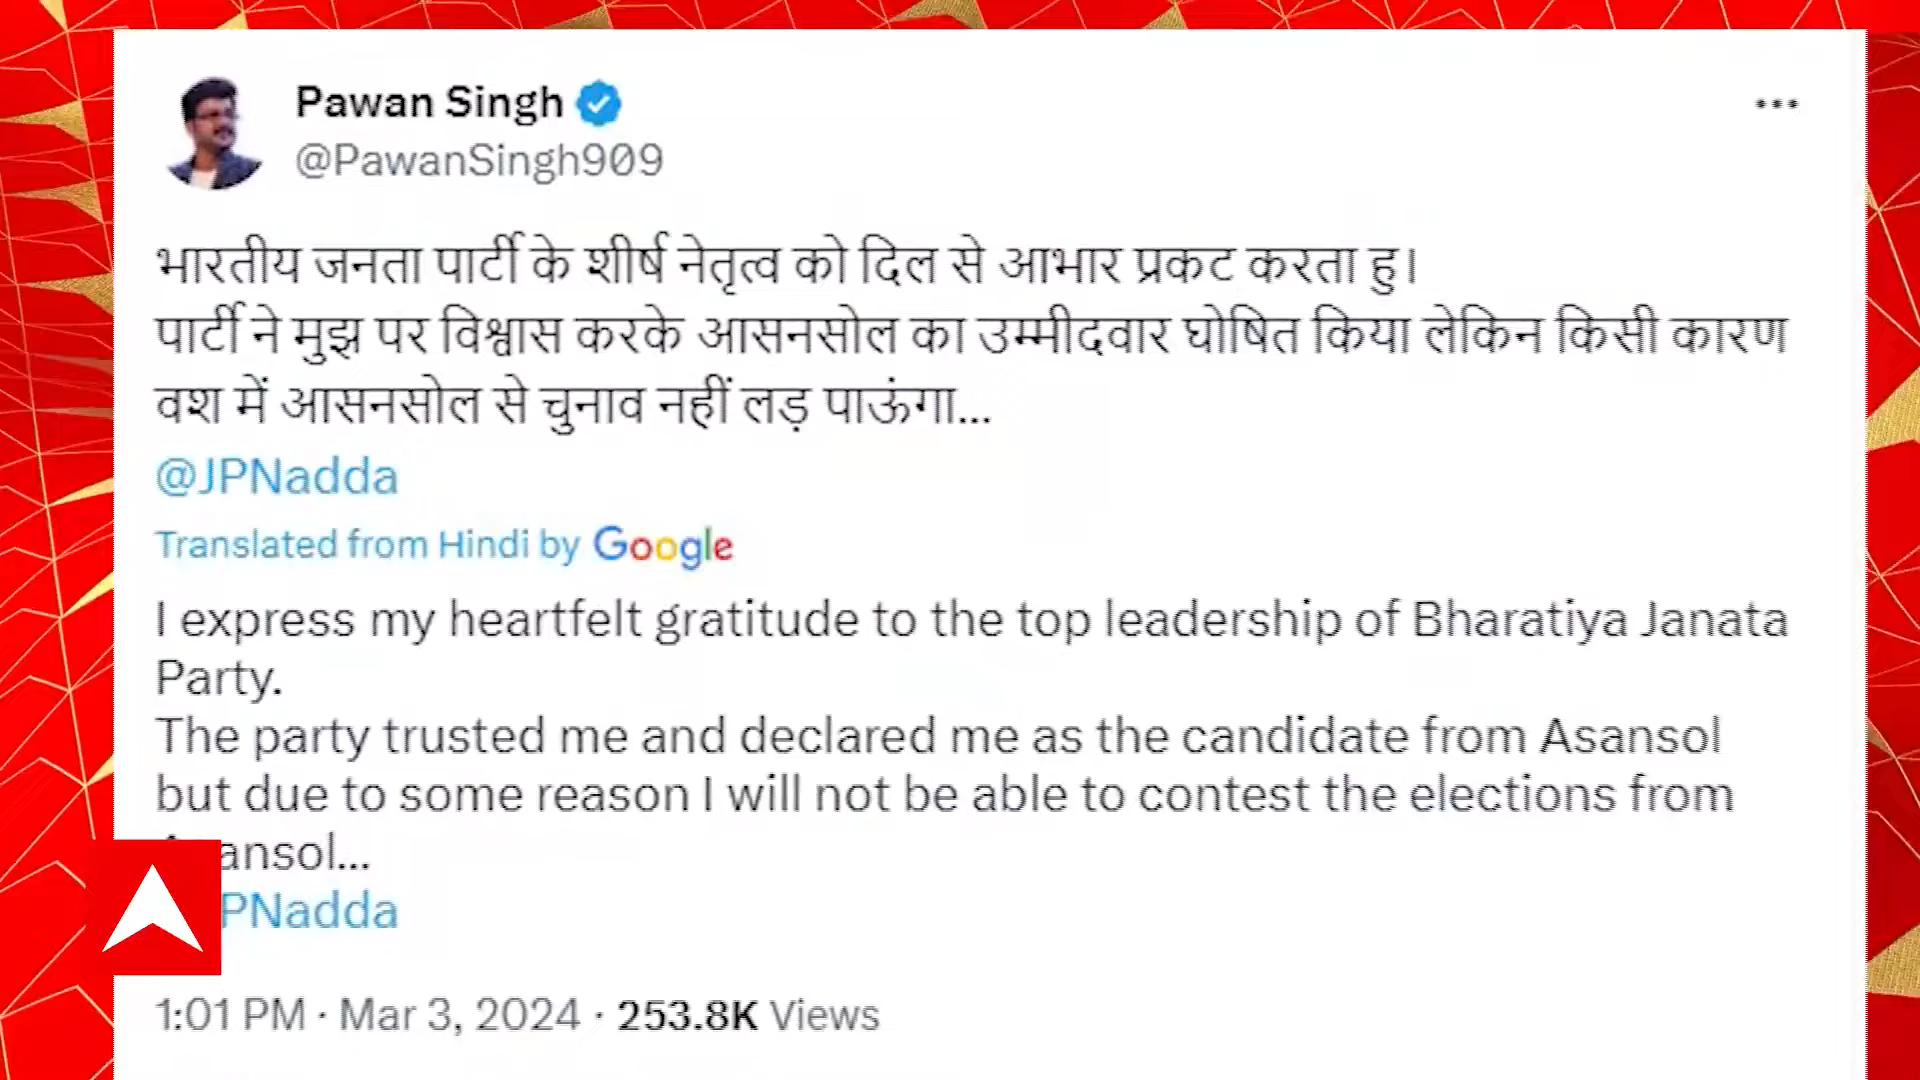 Pawan Singh
@PawanSingh909
भारतीय जनता पार्टी के शीर्ष नेतृत्व को दिल से आभार प्रकट करता हु।
पार्टी ने मुझ पर विश्वास करके आसनसोल का उम्मीदवार घोषित किया लेकिन किसी कारण
वश में आसनसोल से चुनाव नहीं लड़ पाऊंगा...
@JPNadda
Translated from Hindi by Google
I express my heartfelt gratitude to the top leadership of Bharatiya Janata
Party.
The party trusted me and declared me as the candidate from Asansol
but due to some reason I will not be able to contest the elections from
ansol...
PNadda
1:01 PM · Mar 3, 2024 · 253.8K Views